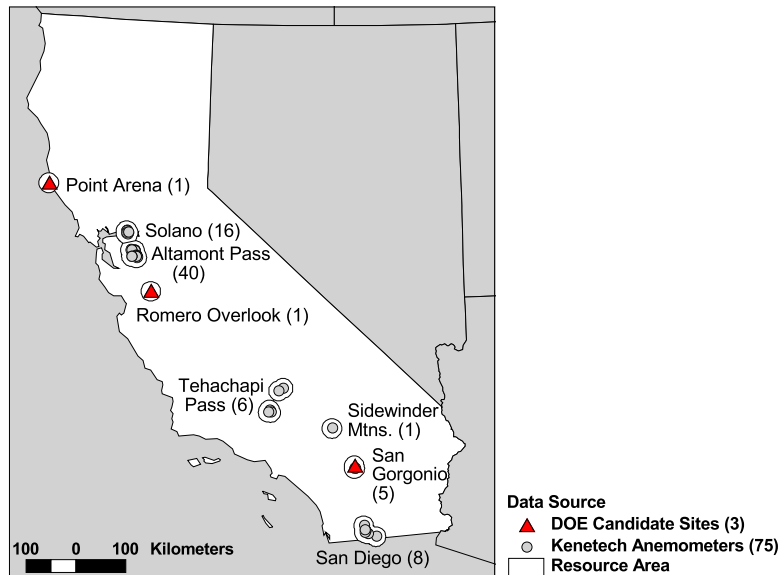 Point Arena (1)
Solano (16)
Altamont Pass
(40)
Romero Overlook (1)
Tehachapi
Pass (6)
Sidewinder
Mtns. (1)
San
Gorgonio
(5)
San Diego (8)
100 0 100 Kilometers
Data Source
DOE Candidate Sites (3)
Kenetech Anemometers (75)
Resource Area